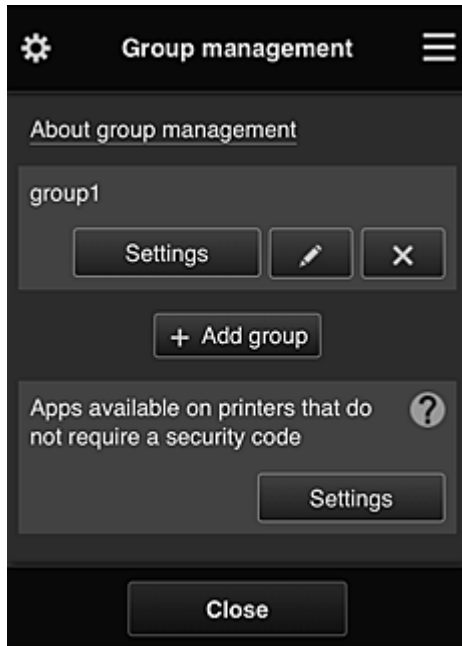 Group management
About group management
group1
Settings
+ Add group
Apps available on printers that do
not require a security code
?
Settings
Close